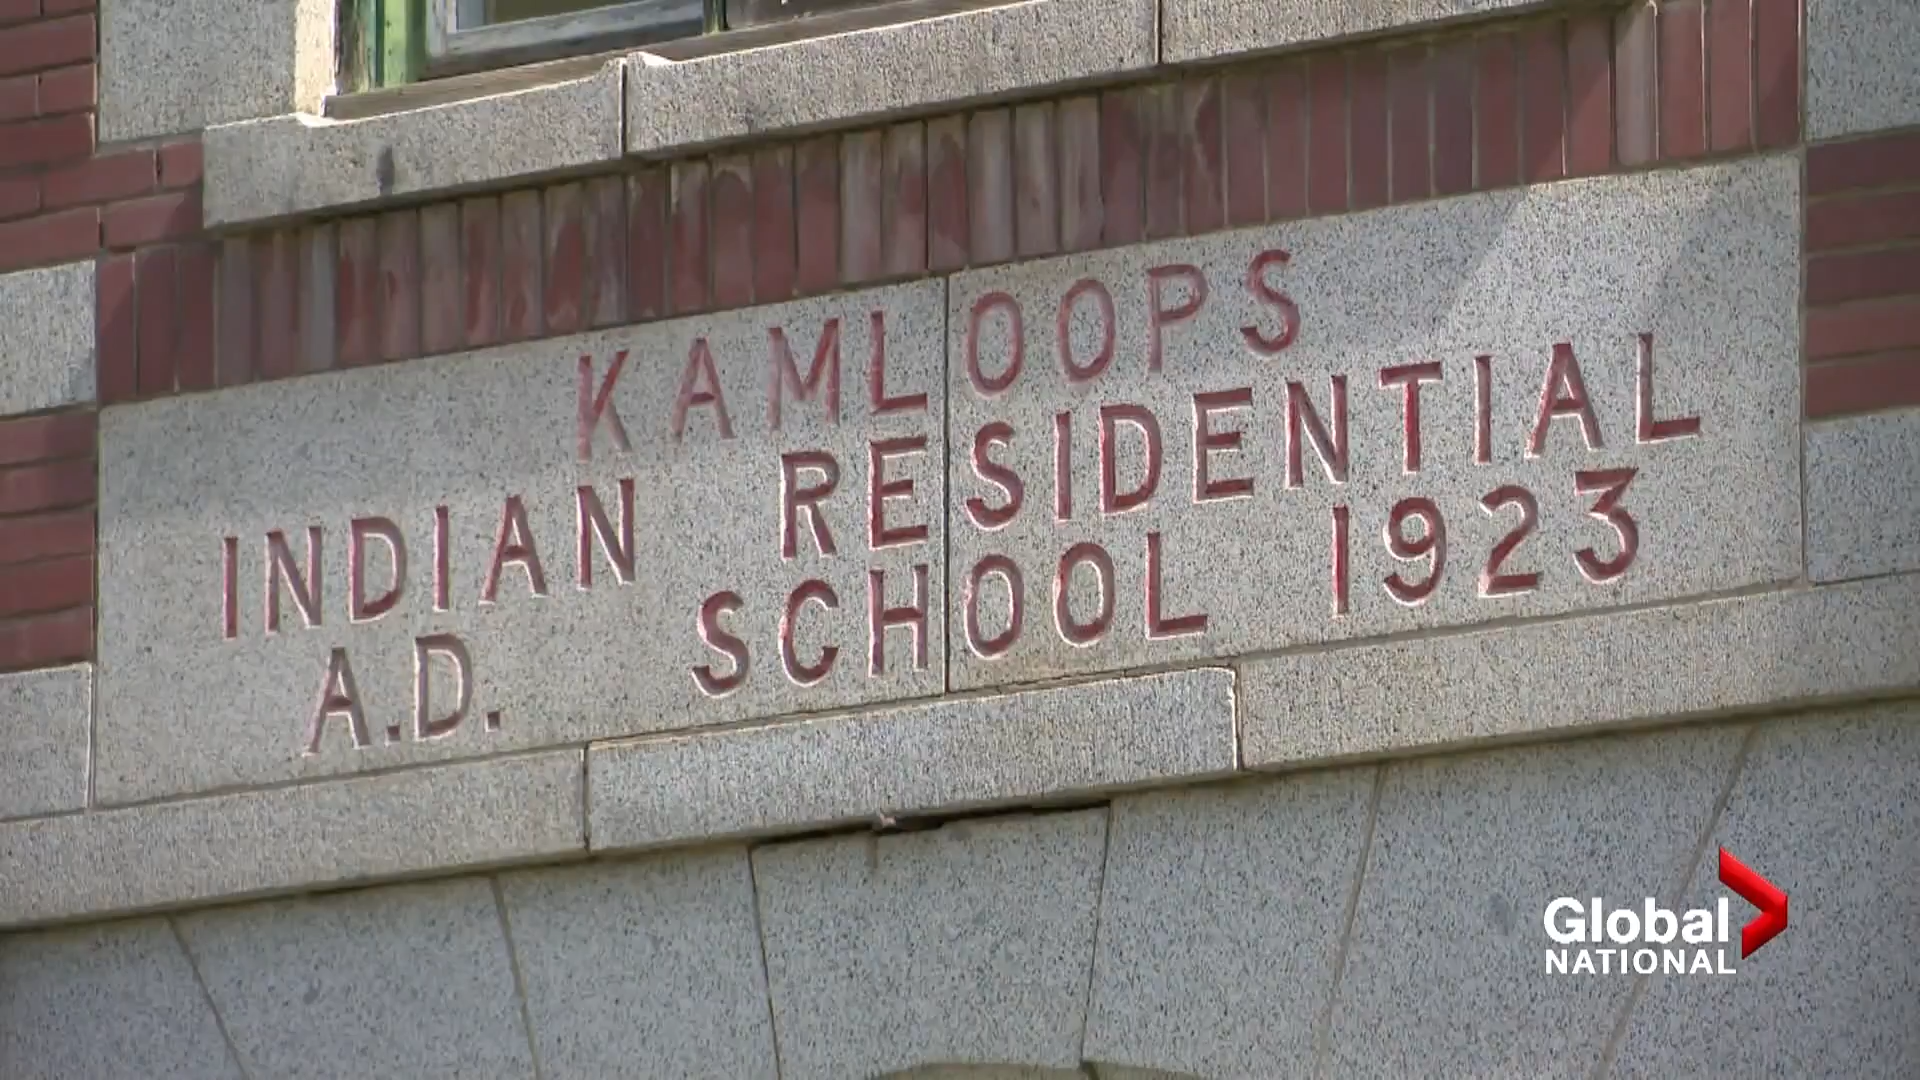 KAMLOOPS
INDIAN RESIDENTIAL
A.D. SCHOOL 1923
Global
NATIONAL